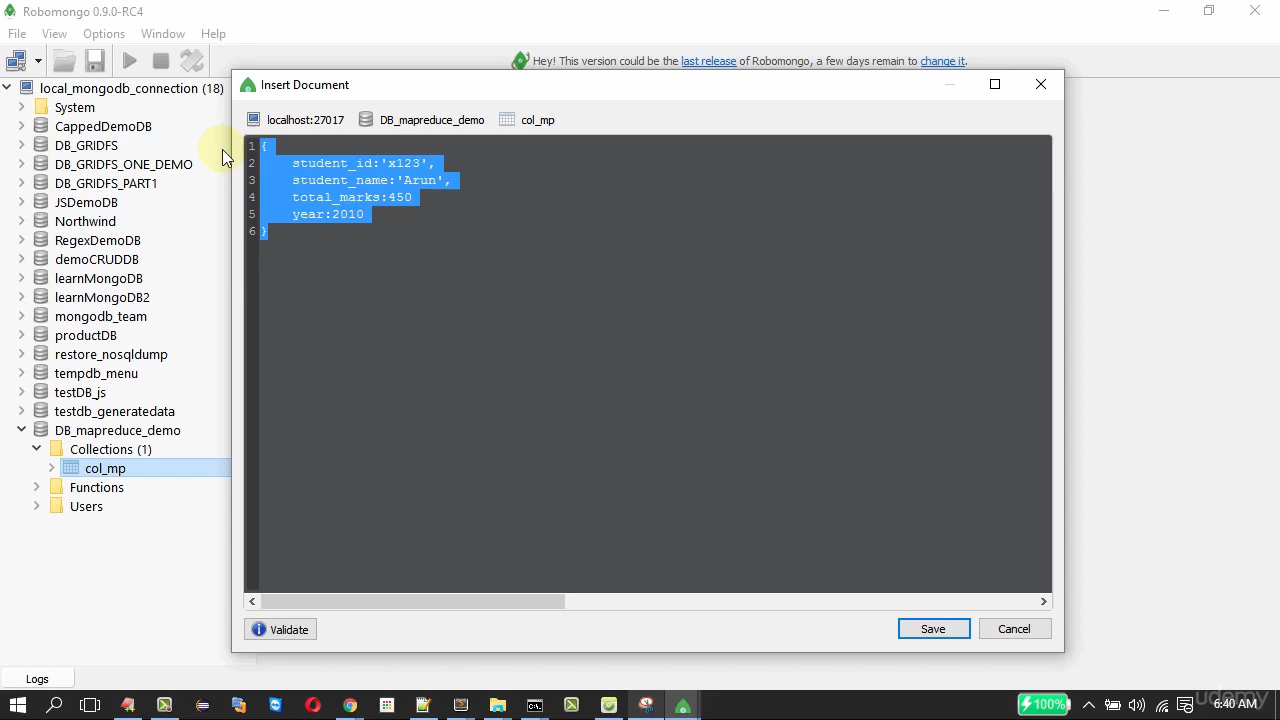 Robomongo 0.9.0-RC4
File View Options Window Help
Hey! This version could be the last release of Robomongo, a few days remain to change it.
local_mongodb_connection (18)
System
CappedDemoDB
DB_GRIDFS
DB_GRIDFS_ONE_DEMO
DB_GRIDFS_PART1
JSDemoDB
Northwind
RegexDemoDB
demoCRUDDB
learnMongoDB
learnMongoDB2
mongodb_team
productDB
restore_nosqldump
tempdb_menu
testDB_js
testdb_generatedata
DB_mapreduce_demo
Collections (1)
col_mp
Functions
Users
Insert Document
localhost:27017 DB_mapreduce_demo col_mp
1 {
2 student_id:'x123',
3 student_name:'Arun',
4 total_marks:450
5 year:2010
6 }
Validate Save Cancel
Logs
100% 6:40 AM
udemy